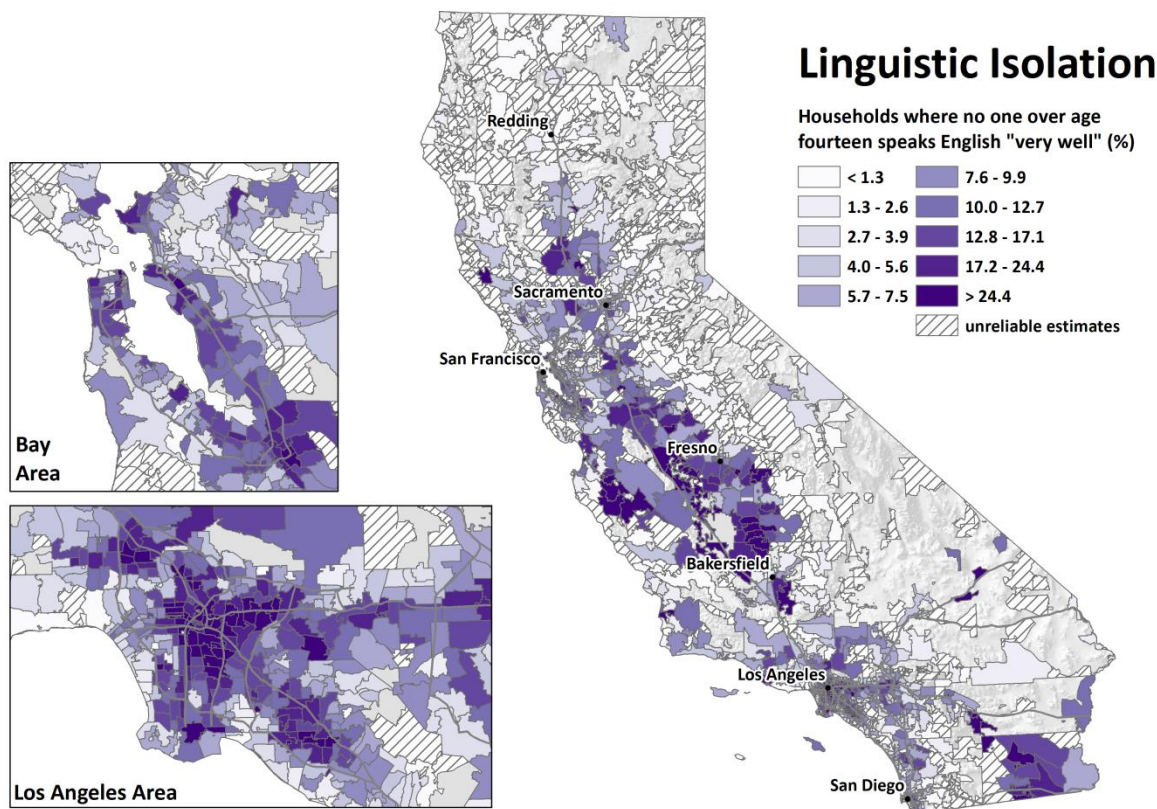 Linguistic Isolation
Households where no one over age
fourteen speaks English "very well" (%)
< 1.3
1.3 - 2.6
2.7 - 3.9
4.0 - 5.6
5.7 - 7.5
7.6 - 9.9
10.0 - 12.7
12.8 - 17.1
17.2 - 24.4
> 24.4
unreliable estimates
Redding
Sacramento
San Francisco
Fresno
Bakersfield
Los Angeles
San Diego
Bay
Area
Los Angeles Area